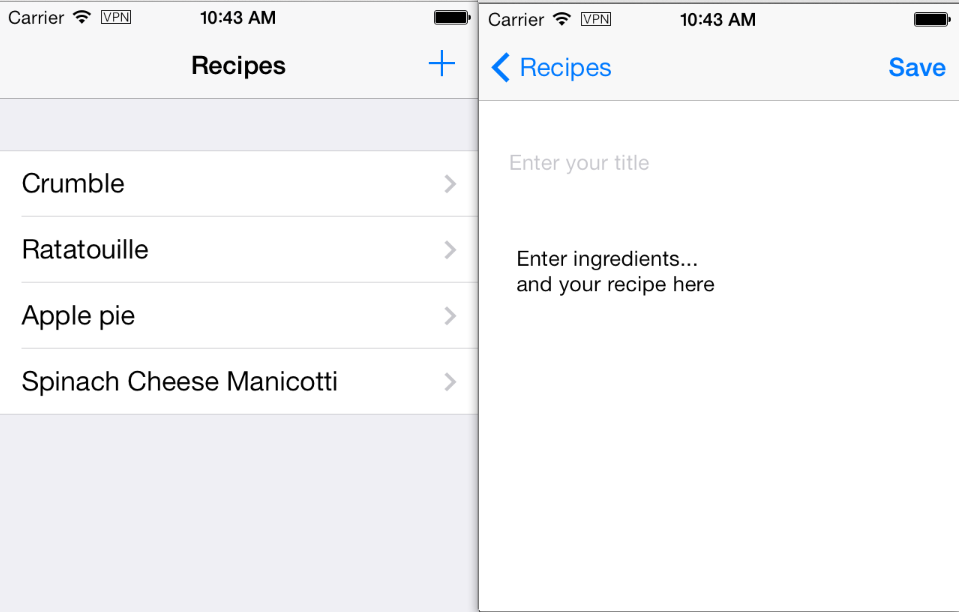 Carrier VPN 10:43 AM
Recipes
Crumble
Ratatouille
Apple pie
Spinach Cheese Manicotti
Carrier VPN 10:43 AM
Recipes Save
Enter your title
Enter ingredients...
and your recipe here